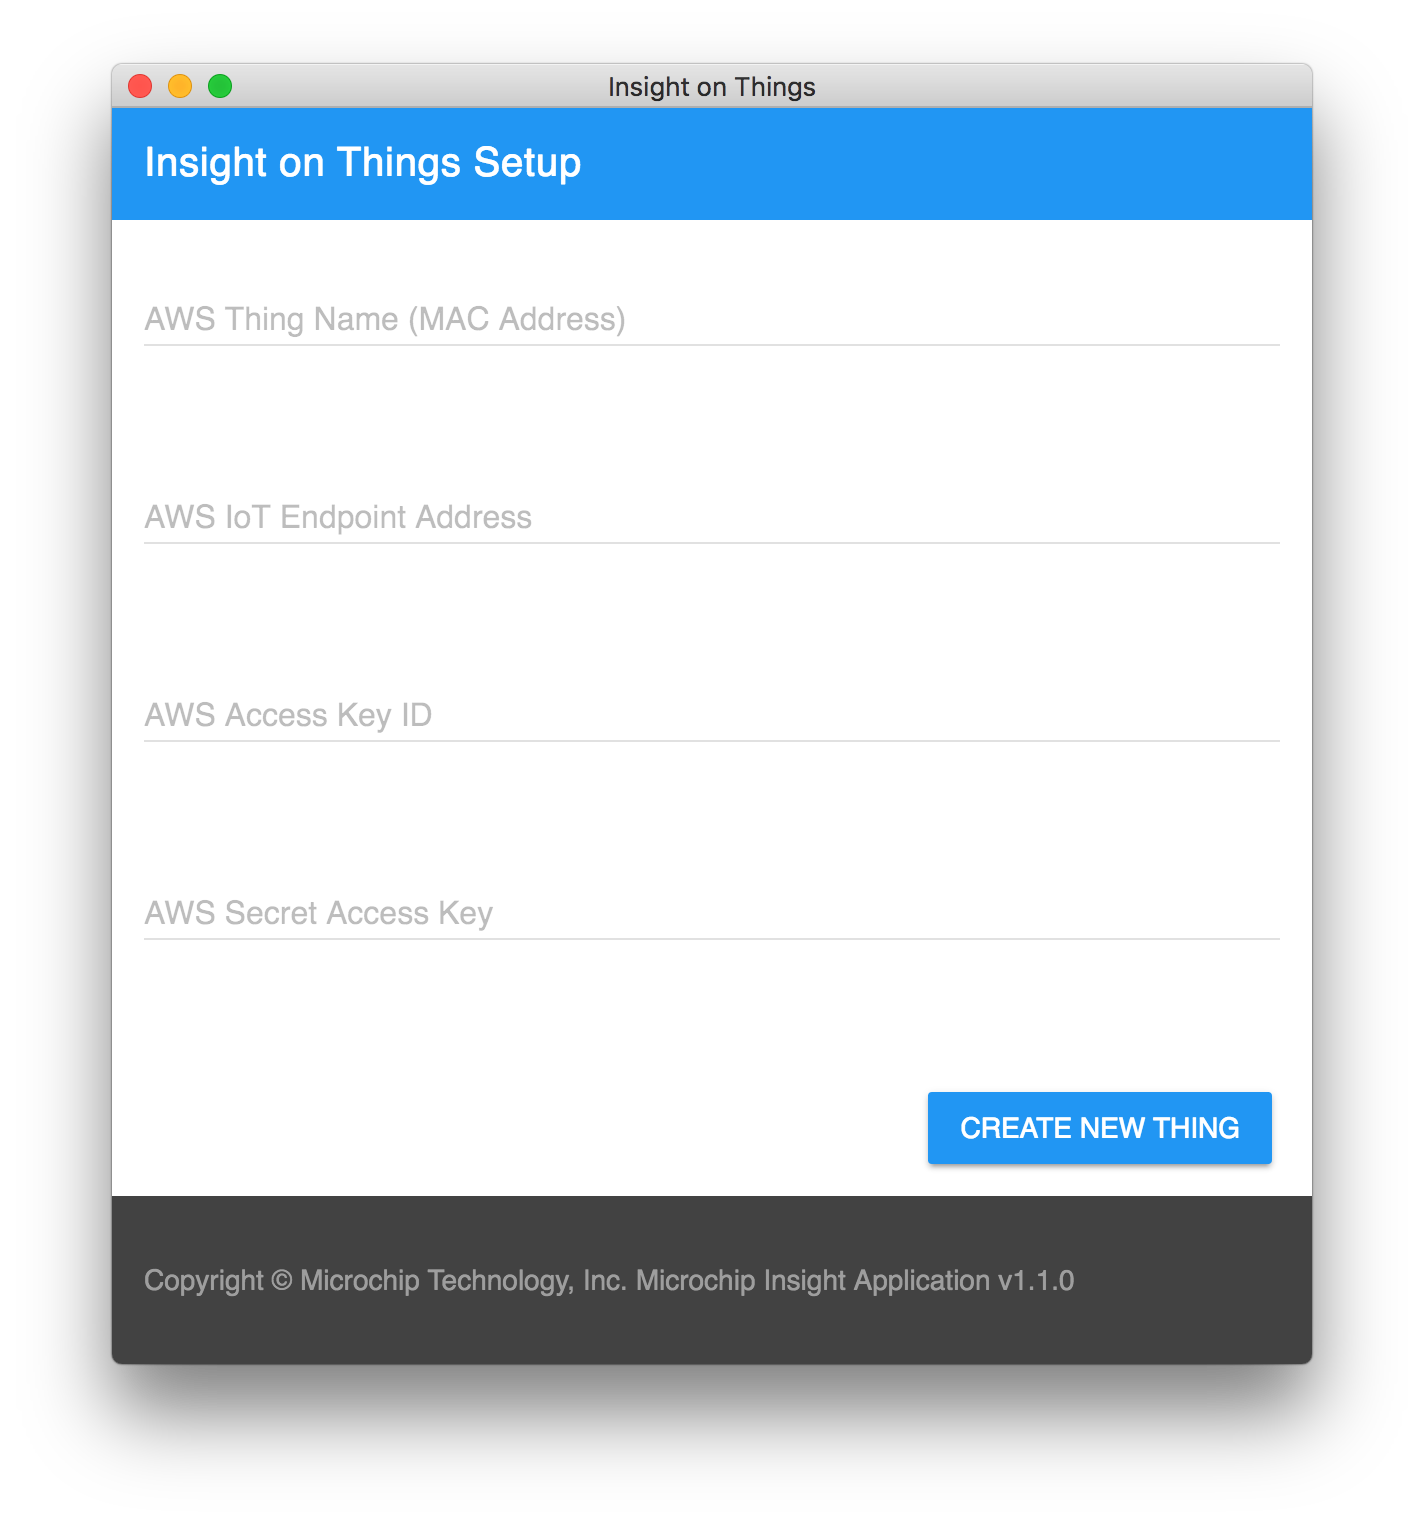 Insight on Things
Insight on Things Setup
AWS Thing Name (MAC Address)
AWS IoT Endpoint Address
AWS Access Key ID
AWS Secret Access Key
CREATE NEW THING
Copyright © Microchip Technology, Inc. Microchip Insight Application v1.1.0